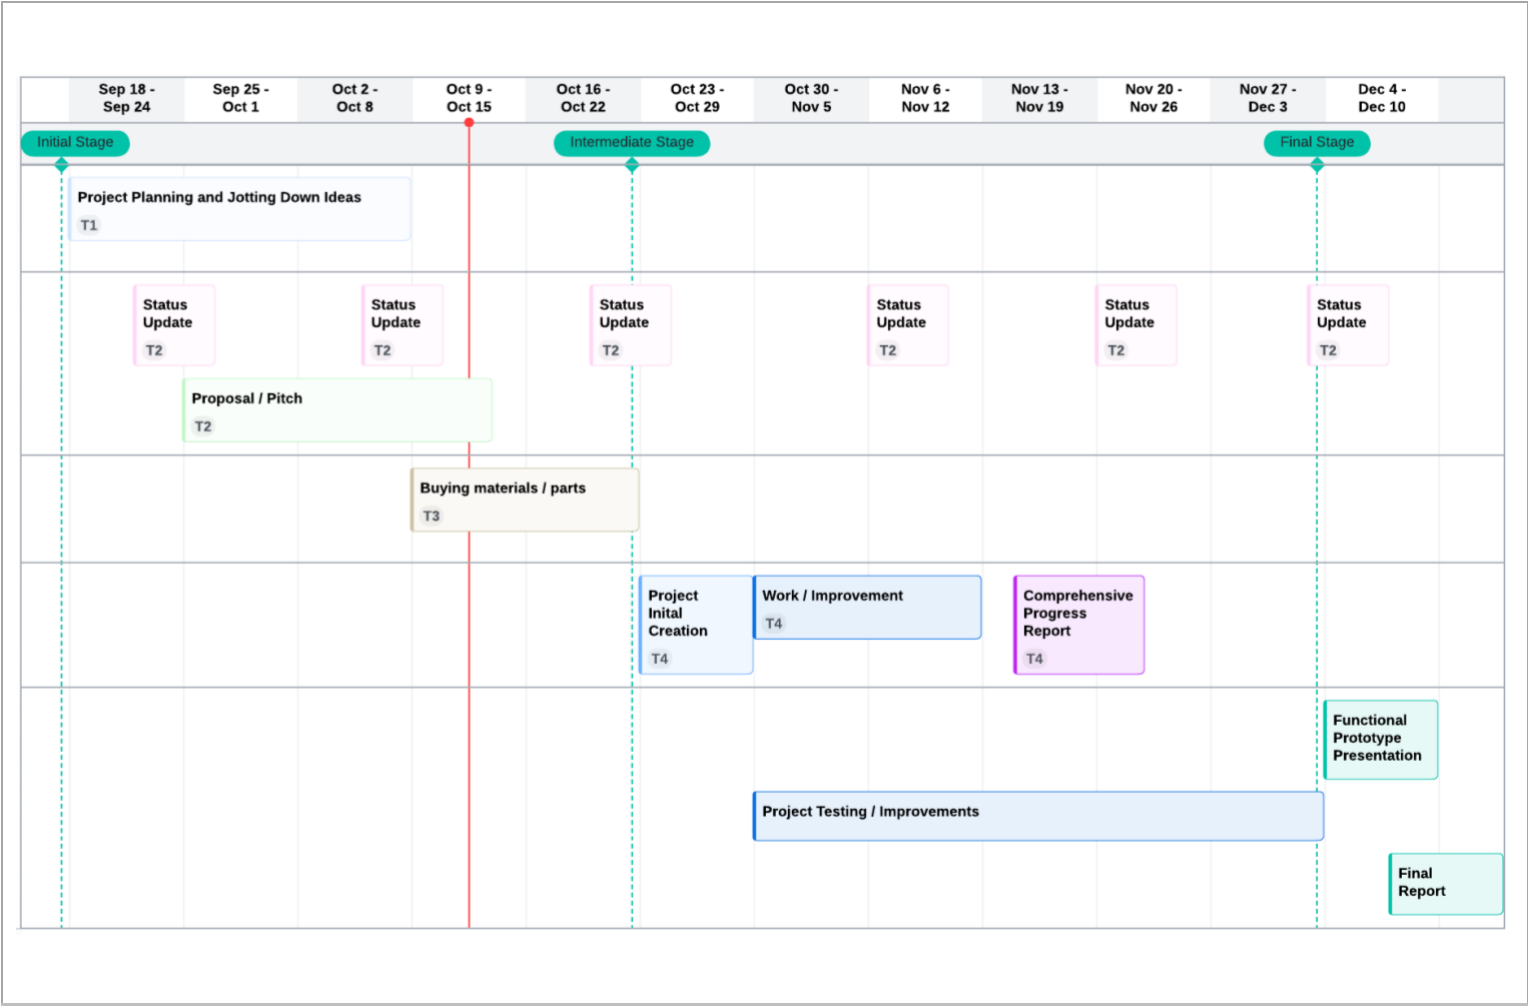 Sep 18 -
Sep 24
Sep 25 -
Oct 1
Oct 2 -
Oct 8
Oct 9 -
Oct 15
Oct 16 -
Oct 22
Oct 23 -
Oct 29
Oct 30 -
Nov 5
Nov 6 -
Nov 12
Nov 13 -
Nov 19
Nov 20 -
Nov 26
Nov 27 -
Dec 3
Dec 4 -
Dec 10
Initial Stage
Intermediate Stage
Final Stage
Project Planning and Jotting Down Ideas
T1
Status
Update
T2
Status
Update
T2
Status
Update
T2
Status
Update
T2
Status
Update
T2
Status
Update
T2
Proposal / Pitch
T2
Buying materials / parts
T3
Project
Inital
Creation
T4
Work / Improvement
T4
Comprehensive
Progress
Report
T4
Functional
Prototype
Presentation
Project Testing / Improvements
Final
Report